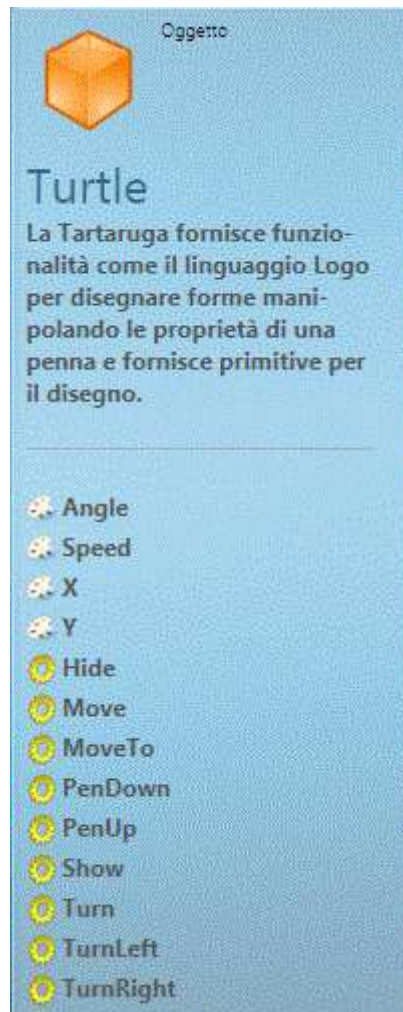 Oggetto
Turtle
La Tartaruga fornisce funzio-
nalità come il linguaggio Logo
per disegnare forme mani-
polando le proprietà di una
penna e fornisce primitive per
il disegno.
Angle
Speed
X
Y
Hide
Move
MoveTo
PenDown
PenUp
Show
Turn
TurnLeft
TurnRight